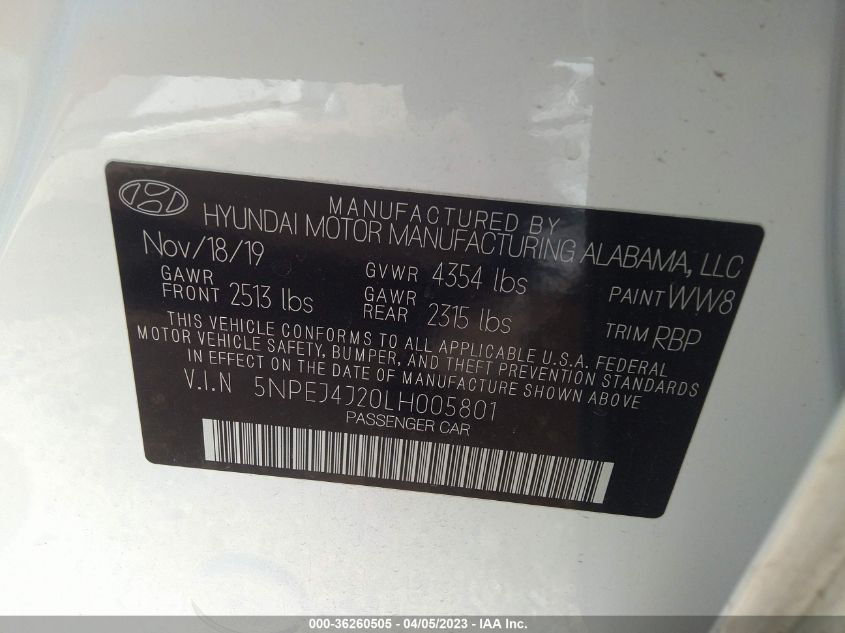 MANUFACTURED BY
HYUNDAI MOTOR MANUFACTURING ALABAMA, LLC
Nov/18/19
GVWR 4354 lbs
PAINT WW8
GAWR FRONT 2513 lbs
GAWR REAR 2315 lbs
TRIM RBP
THIS VEHICLE CONFORMS TO ALL APPLICABLE U.S.A. FEDERAL
MOTOR VEHICLE SAFETY, BUMPER, AND THEFT PREVENTION STANDARDS
IN EFFECT ON THE DATE OF MANUFACTURE SHOWN ABOVE
V.I.N 5NPEJ4J20LH005801
PASSENGER CAR
000-36260505 - 04/05/2023 - IAA Inc.